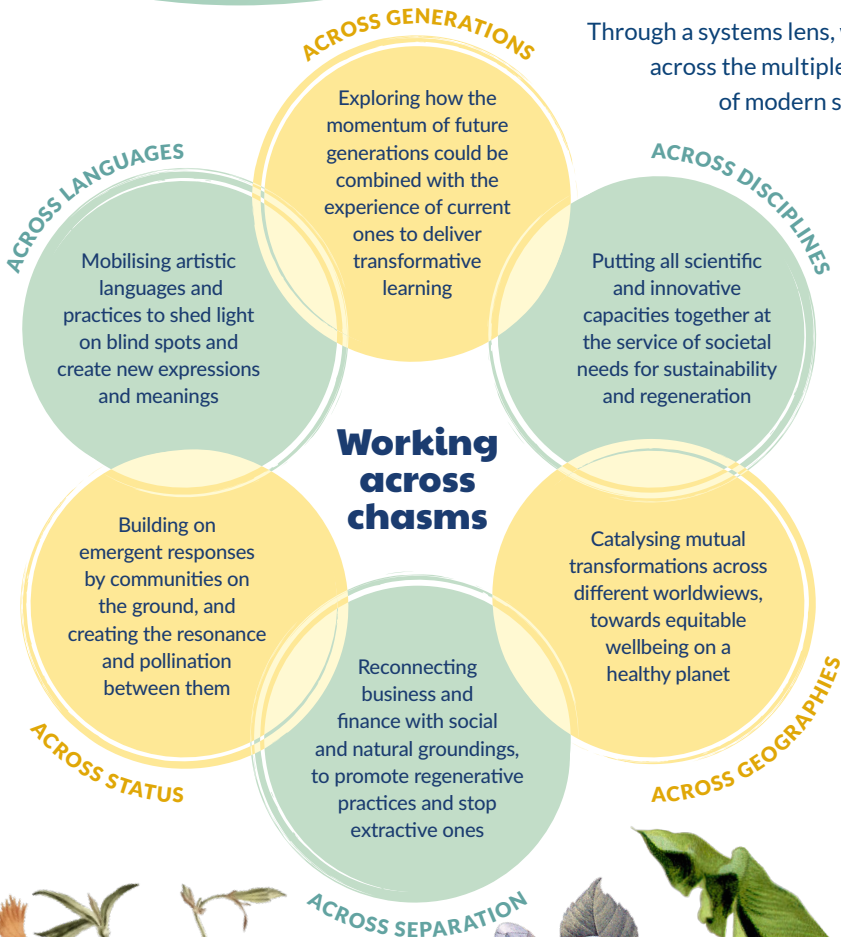 Through a systems lens,
across the multiple
of modern
ACROSS GENERATIONS
Exploring how the
momentum of future
generations could be
combined with the
experience of current
ones to deliver
transformative
learning
ACROSS LANGUAGES
Mobilising artistic
languages and
practices to shed light
on blind spots and
create new expressions
and meanings
ACROSS DISCIPLINES
Putting all scientific
and innovative
capacities together at
the service of societal
needs for sustainability
and regeneration
Working
across
chasms
Building on
emergent responses
by communities on
the ground, and
creating the resonance
and pollination
between them
ACROSS STATUS
Catalysing mutual
transformations across
different worldwiews,
towards equitable
wellbeing on a
healthy planet
ACROSS GEOGRAPHIES
Reconnecting
business and
finance with social
and natural groundings,
to promote regenerative
practices and stop
extractive ones
ACROSS SEPARATION